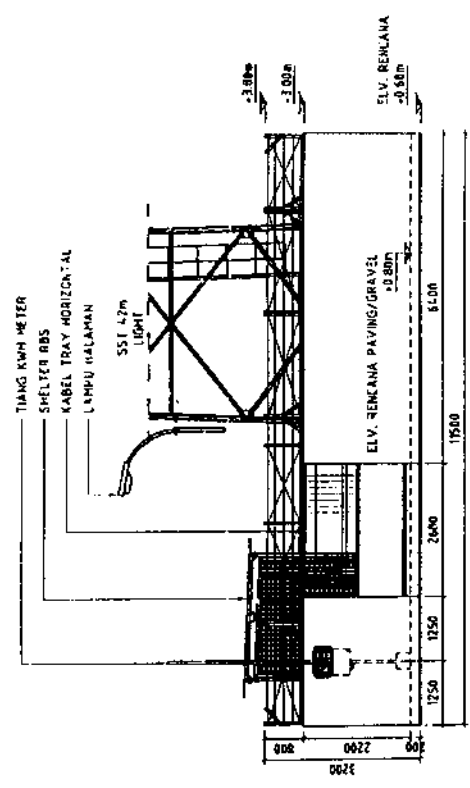 TIANG KWH METER
SHELTER RBS
KABEL TRAY HORIZONTAL
LAMPU HALAMAN
SST 42m
LIGHT
+3.80m
+3.00m
ELV. RENCANA
+0.60m
ELV. RENCANA PAVING/GRAVEL
+0.80m
800
2200
200
3200
1250
1250
2600
6400
11500